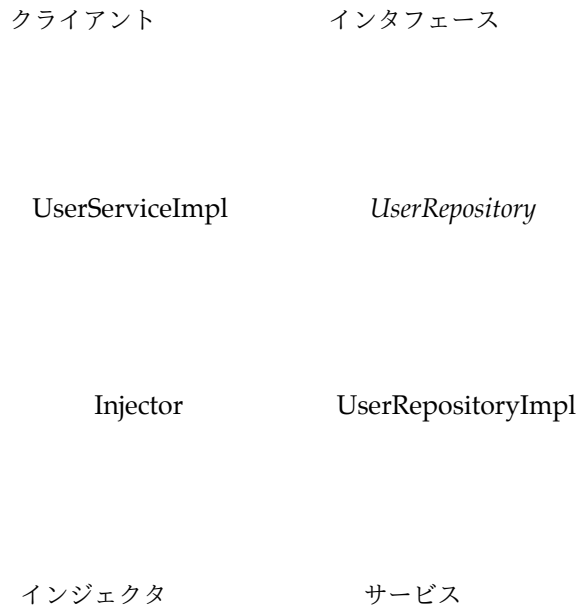 クライアント
インタフェース
UserServiceImpl
UserRepository
Injector
UserRepositoryImpl
インジェクタ
サービス